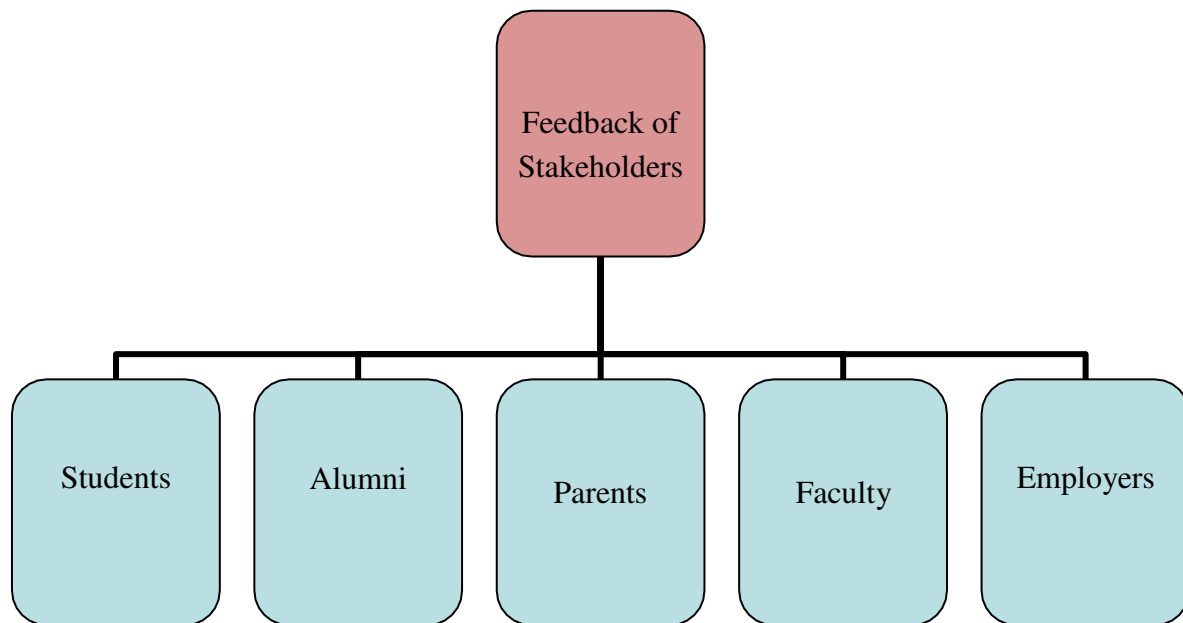 Feedback of
Stakeholders
Students
Alumni
Parents
Faculty
Employers